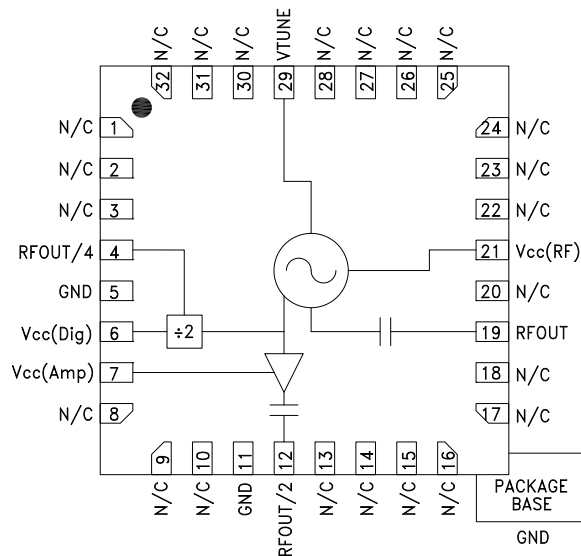 N/C N/C N/C VTUNE N/C N/C N/C N/C
32 31 30 29 28 27 26 25
N/C 1
N/C 2
N/C 3
RFOUT/4 4
GND 5
Vcc(Dig) 6
Vcc(Amp) 7
N/C 8
÷2
24 N/C
23 N/C
22 N/C
21 Vcc(RF)
20 N/C
19 RFOUT
18 N/C
17 N/C
9 10 11 12 13 14 15 16
N/C N/C GND RFOUT/2 N/C N/C N/C N/C
PACKAGE
BASE
GND